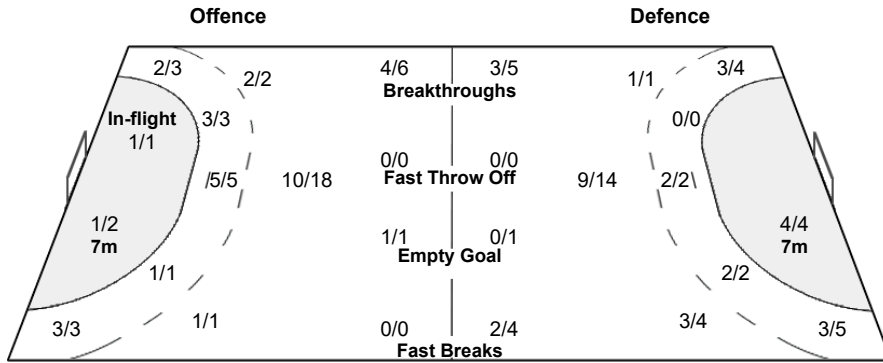 Offence Defence
2/3 2/2 4/6 3/5 1/1 3/4
Breakthroughs
In-flight 3/3 0/0
1/1
0/0 0/0
5/5 10/18 Fast Throw Off 9/14 2/2
1/2 4/4
7m 1/1 0/1 7m
Empty Goal
1/1 2/2
3/3 1/1 0/0 2/4 3/4 3/5
Fast Breaks